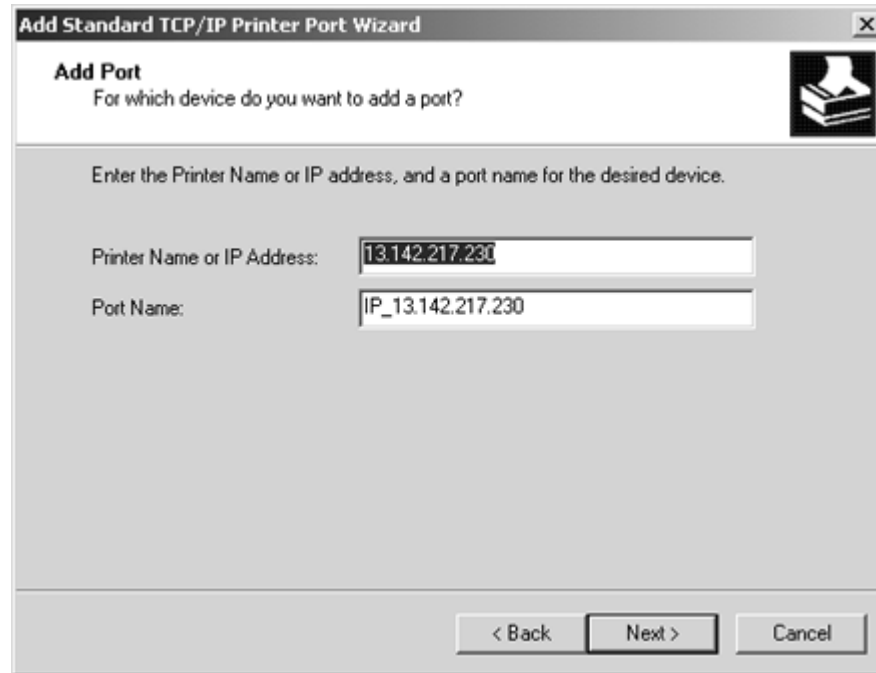 Add Standard TCP/IP Printer Port Wizard
Add Port
For which device do you want to add a port?
Enter the Printer Name or IP address, and a port name for the desired device.
Printer Name or IP Address: 13.142.217.230
Port Name: IP_13.142.217.230
< Back Next > Cancel